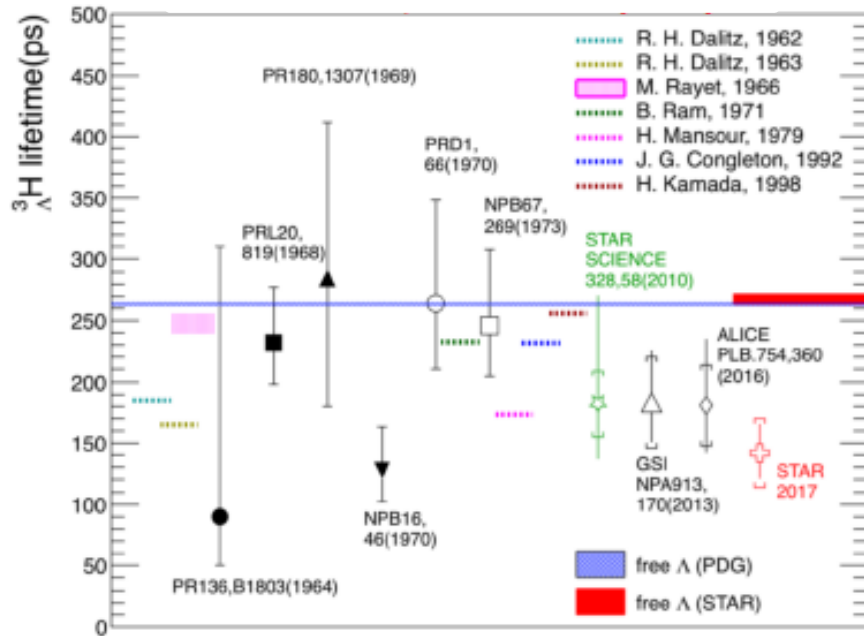 500
450
400
350
300
250
200
150
100
50
0
³ΛH lifetime(ps)
R. H. Dalitz, 1962
R. H. Dalitz, 1963
M. Rayet, 1966
B. Ram, 1971
H. Mansour, 1979
J. G. Congleton, 1992
H. Kamada, 1998
PR180,1307(1969)
PRD1,
66(1970)
NPB67,
269(1973)
PRL20,
819(1968)
STAR
SCIENCE
328,58(2010)
ALICE
PLB.754,360
(2016)
GSI
NPA913,
170(2013)
STAR
2017
NPB16,
46(1970)
PR136,B1803(1964)
free Λ (PDG)
free Λ (STAR)